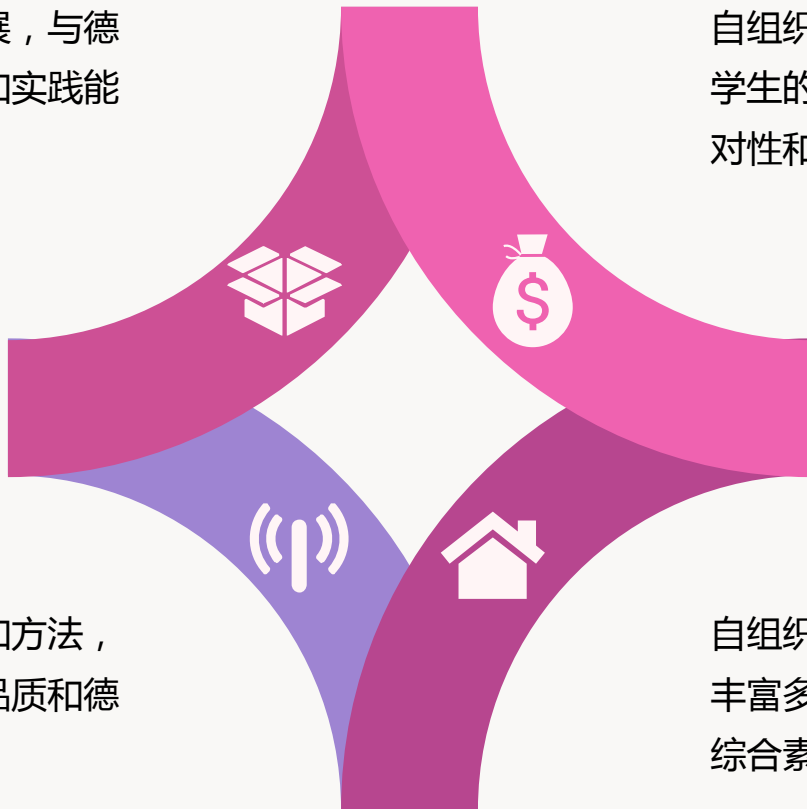 展，与德
和实践能
自组织
学生的
对性和
和方法，
品质和德
自组织
丰富多
综合素